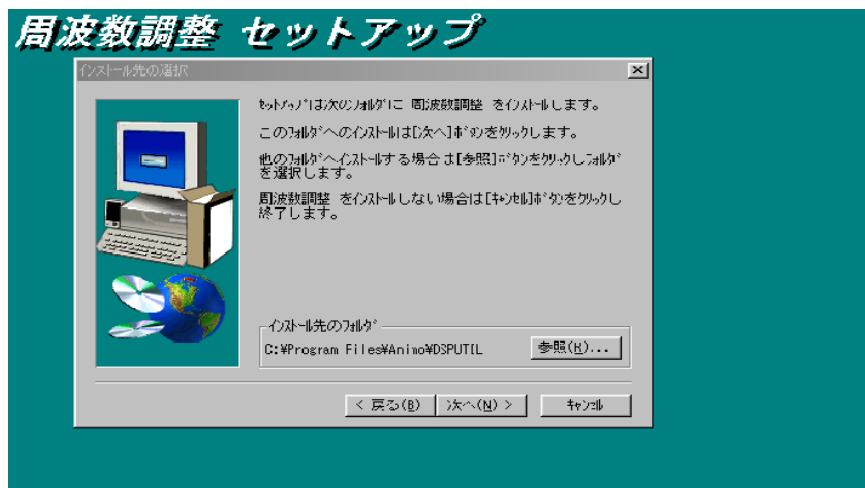 周波数調整 セットアップ
インストール先の選択
ｾｯﾄｱｯﾌﾟは次のﾌｫﾙﾀﾞに 周波数調整 をｲﾝｽﾄｰﾙします。
このﾌｫﾙﾀﾞへのｲﾝｽﾄｰﾙは[次へ]ﾎﾞﾀﾝをｸﾘｯｸします。
他のﾌｫﾙﾀﾞへｲﾝｽﾄｰﾙする場合は[参照]ﾎﾞﾀﾝをｸﾘｯｸしﾌｫﾙﾀﾞ
を選択します。
周波数調整 をｲﾝｽﾄｰﾙしない場合は[ｷｬﾝｾﾙ]ﾎﾞﾀﾝをｸﾘｯｸし
終了します。
ｲﾝｽﾄｰﾙ先のﾌｫﾙﾀﾞ
C:¥Program Files¥Animo¥DSPUTIL
参照(R)...
< 戻る(B)
次へ(N) >
ｷｬﾝｾﾙ